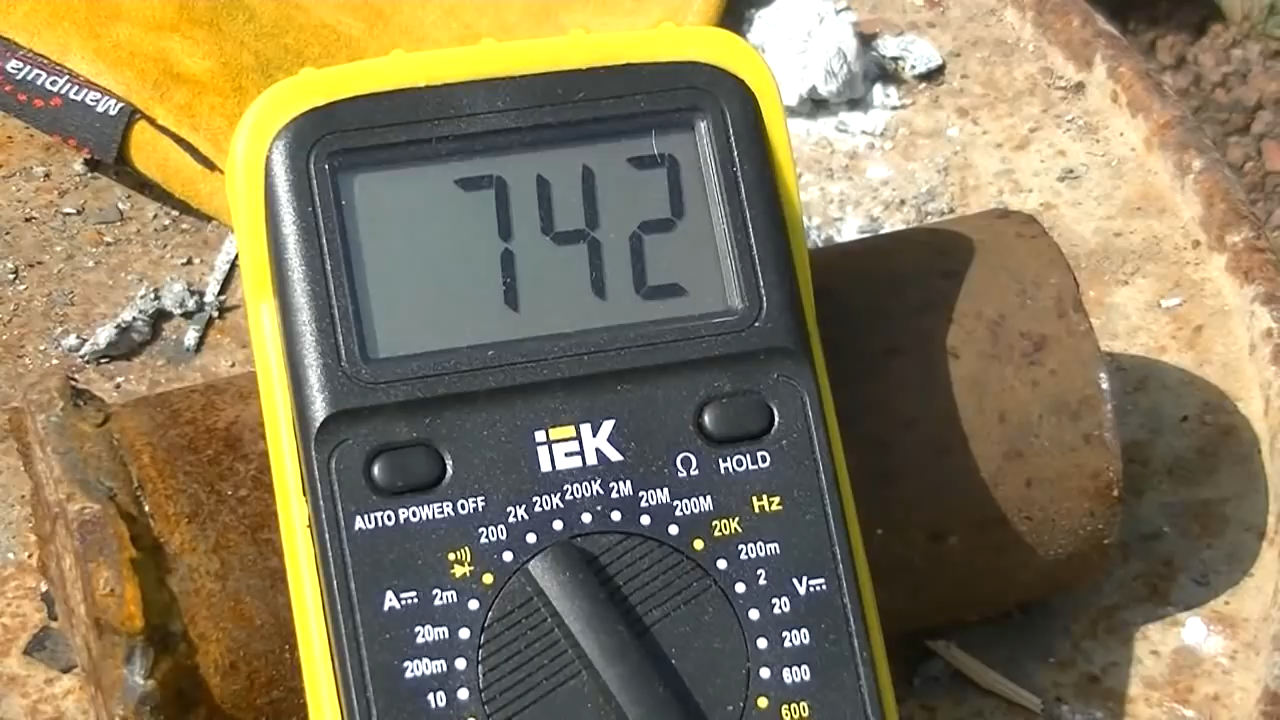 Manipula
742
iEK
Ω HOLD
AUTO POWER OFF
200 2K 20K 200K 2M 20M 200M
Hz
20K
A 2m
20m
200m
10
200m
2 V
20
200
600
600